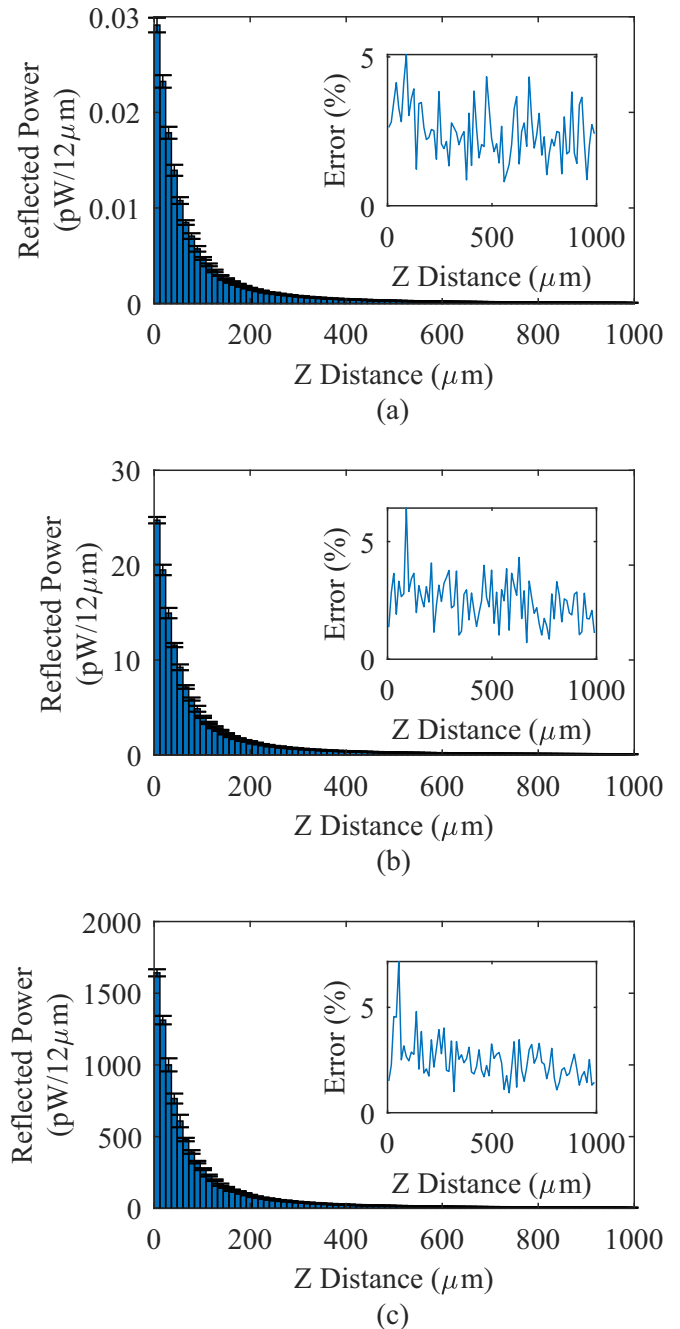 0.03
0.02
0.01
0
Reflected Power
(pW/12μm)
5
0
Error (%)
0 500 1000
Z Distance (μm)
0 200 400 600 800 1000
Z Distance (μm)
(a)
30
20
10
0
Reflected Power
(pW/12μm)
5
0
Error (%)
0 500 1000
Z Distance (μm)
0 200 400 600 800 1000
Z Distance (μm)
(b)
2000
1500
1000
500
0
Reflected Power
(pW/12μm)
5
0
Error (%)
0 500 1000
Z Distance (μm)
0 200 400 600 800 1000
Z Distance (μm)
(c)